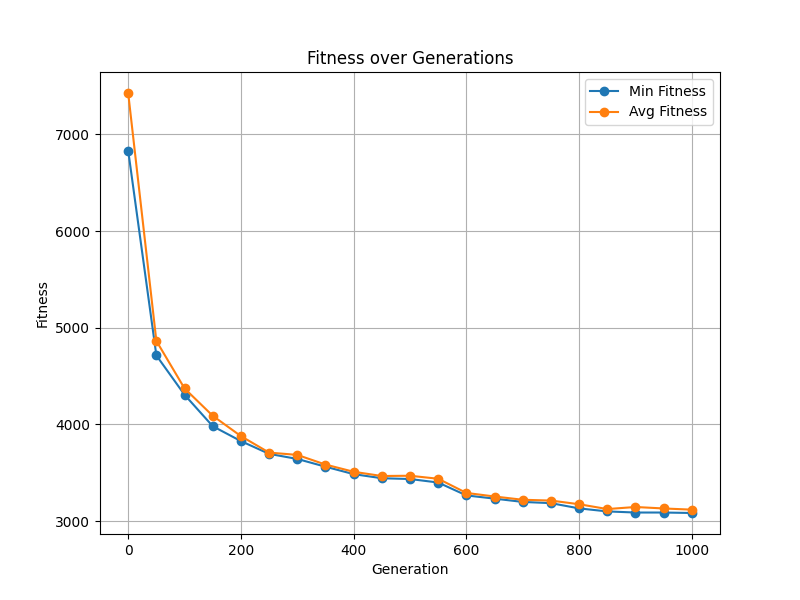 Fitness over Generations
Min Fitness
Avg Fitness
7000
6000
5000
4000
3000
Fitness
0 200 400 600 800 1000
Generation